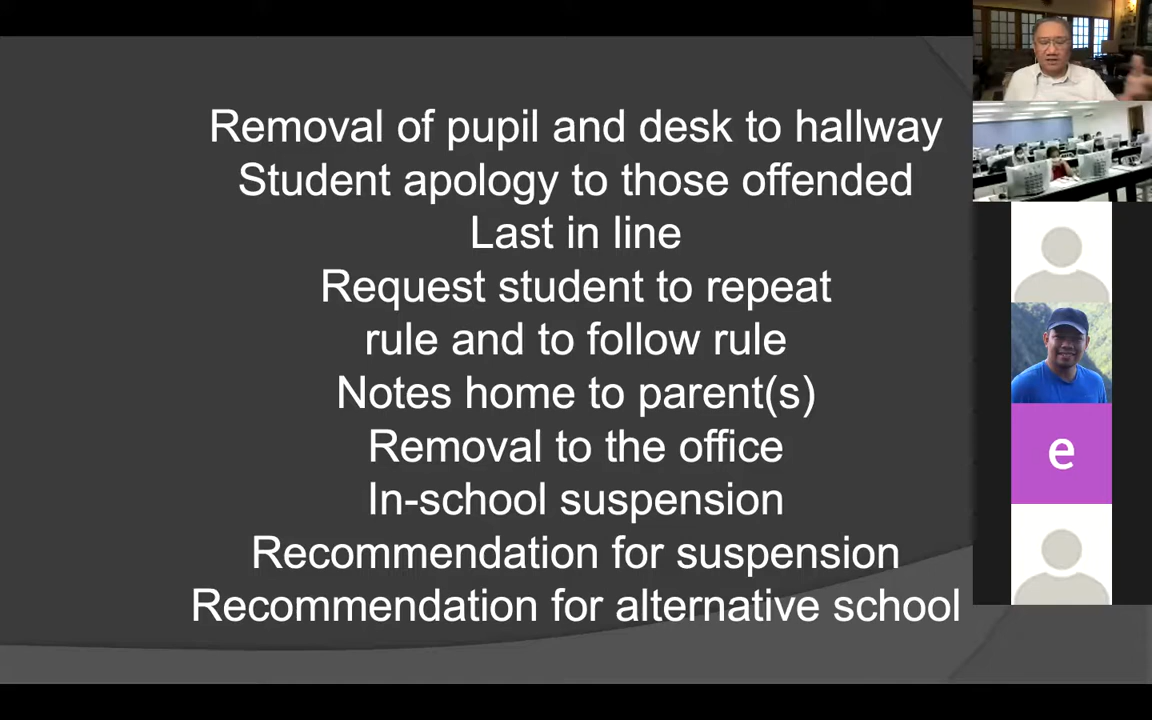 Removal of pupil and desk to hallway
Student apology to those offended
Last in line
Request student to repeat
rule and to follow rule
Notes home to parent(s)
Removal to the office
In-school suspension
Recommendation for suspension
Recommendation for alternative school
e